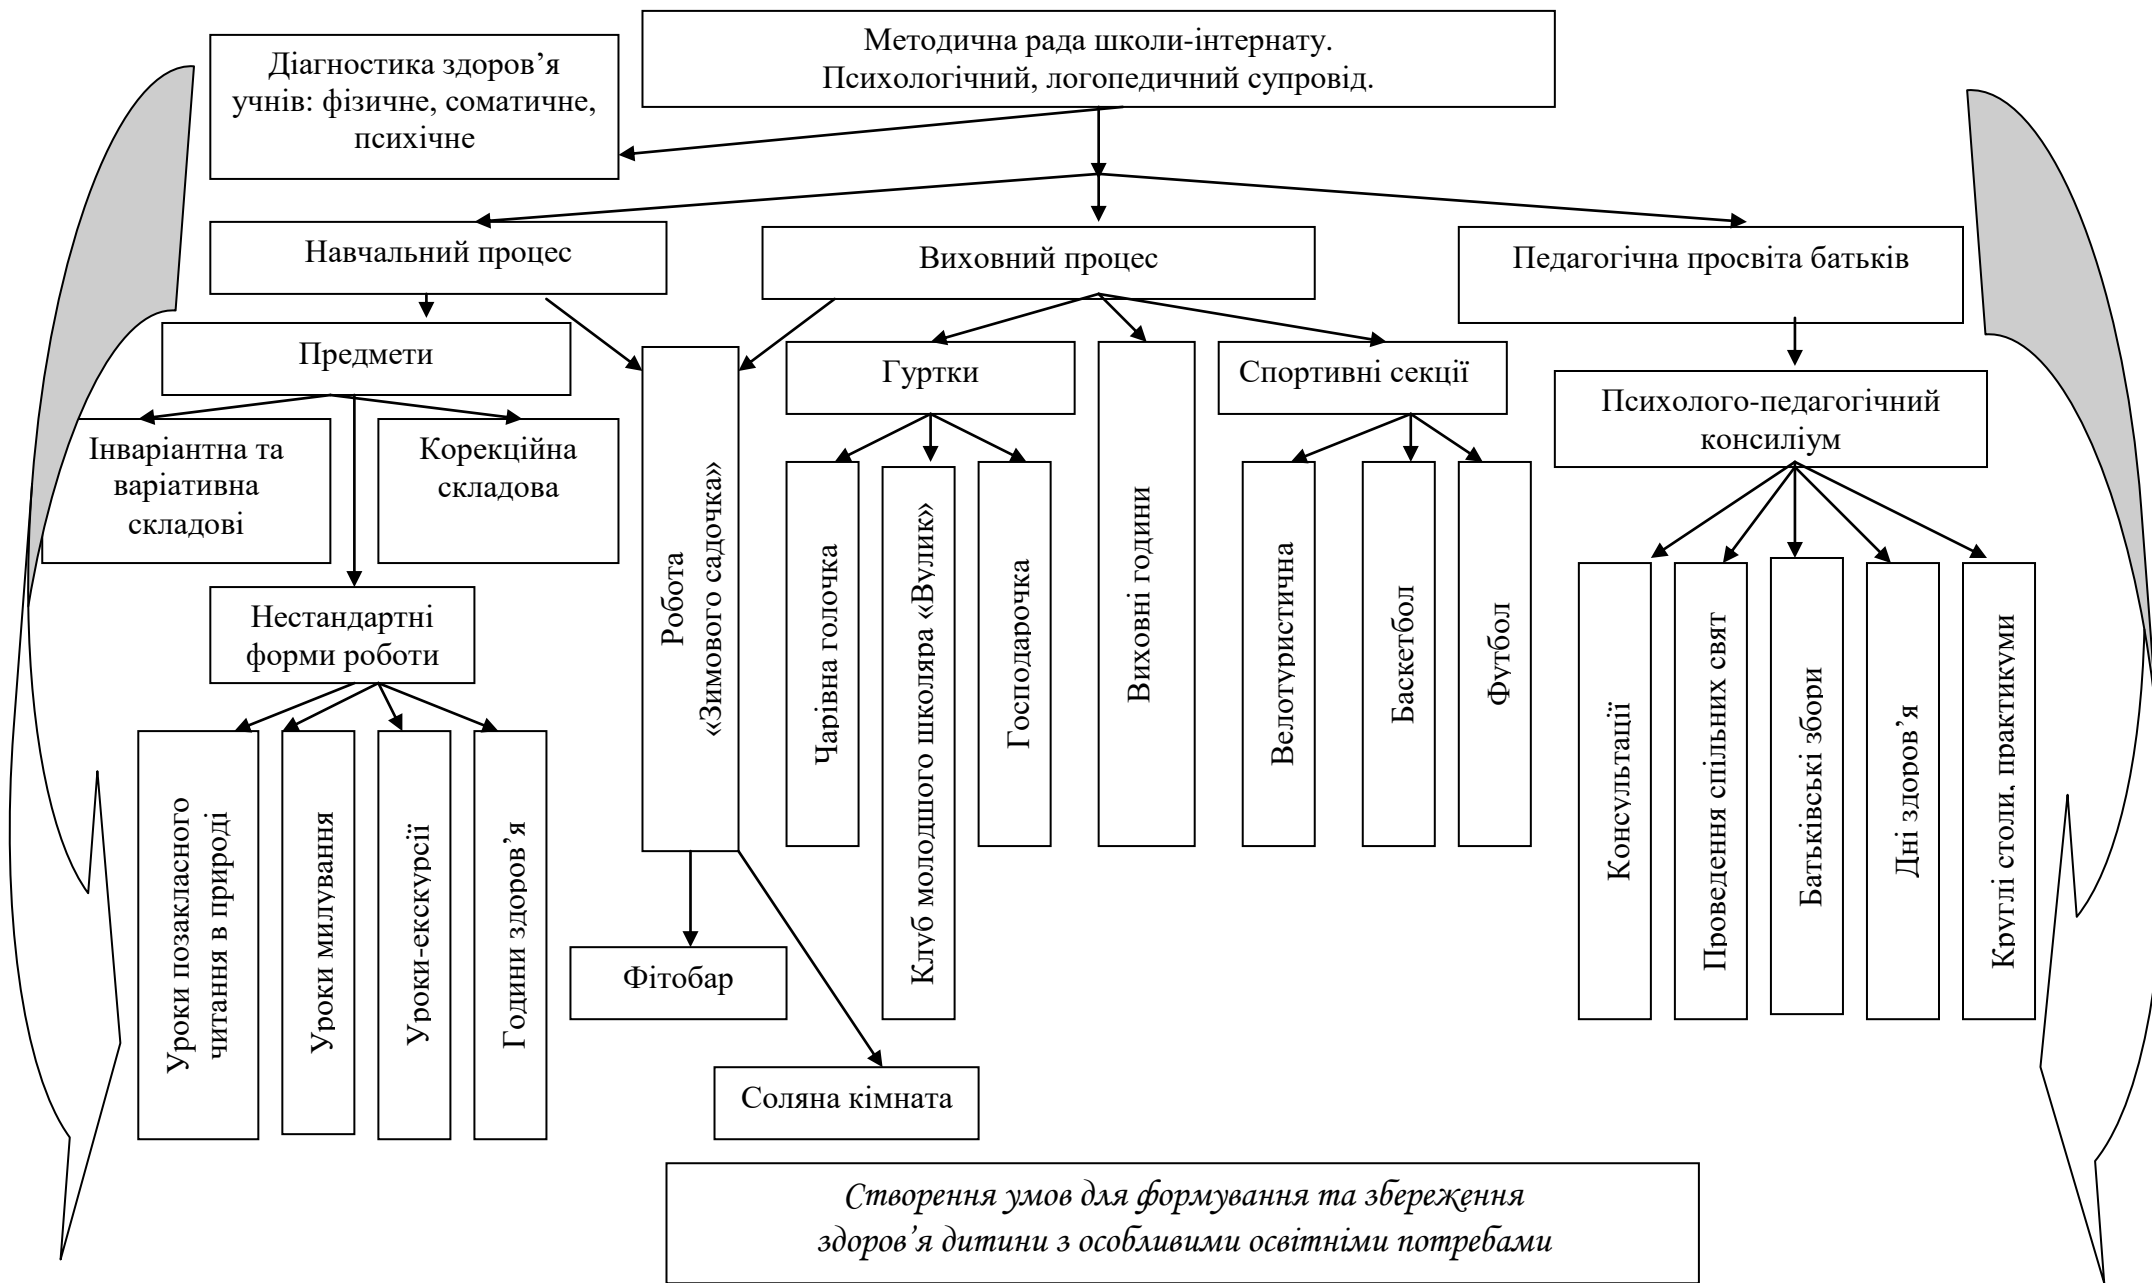 Методична рада школи-інтернату.
Психологічний, логопедичний супровід.
Діагностика здоров’я
учнів: фізичне, соматичне,
психічне
Навчальний процес
Виховний процес
Педагогічна просвіта батьків
Предмети
Гуртки
Спортивні секції
Психолого-педагогічний
консиліум
Інваріантна та
варіативна
складові
Корекційна
складова
Нестандартні
форми роботи
Робота
«Зимового садочка»
Чарівна голочка
Клуб молодшого школяра «Вулик»
Господарочка
Виховні години
Велотуристична
Баскетбол
Футбол
Консультації
Проведення спільних свят
Батьківські збори
Дні здоров’я
Круглі столи, практикуми
Уроки позакласного
читання в природі
Уроки милування
Уроки-екскурсії
Години здоров’я
Фітобар
Соляна кімната
Створення умов для формування та збереження
здоров’я дитини з особливими освітніми потребами